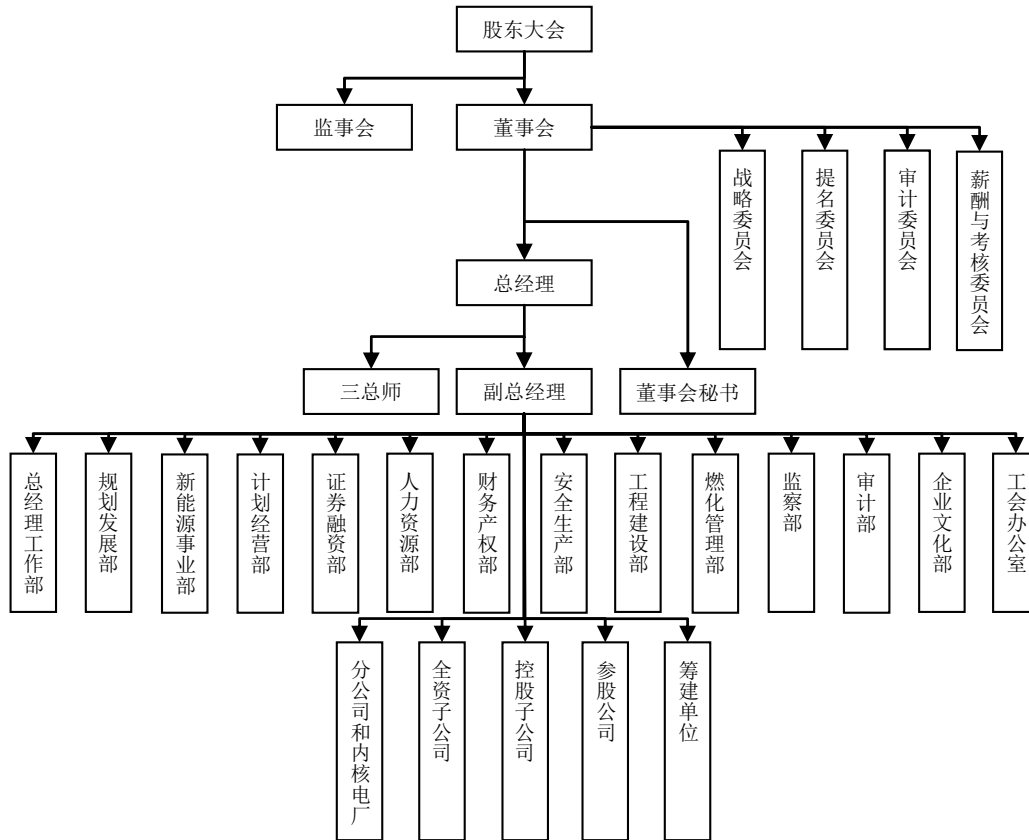 股东大会
监事会
董事会
战略委员会
提名委员会
审计委员会
薪酬与考核委员会
总经理
三总师
副总经理
董事会秘书
总经理工作部
规划发展部
新能源事业部
计划经营部
证券融资部
人力资源部
财务产权部
安全生产部
工程建设部
燃化管理部
监察部
审计部
企业文化部
工会办公室
分公司和内核电厂
全资子公司
控股子公司
参股公司
筹建单位